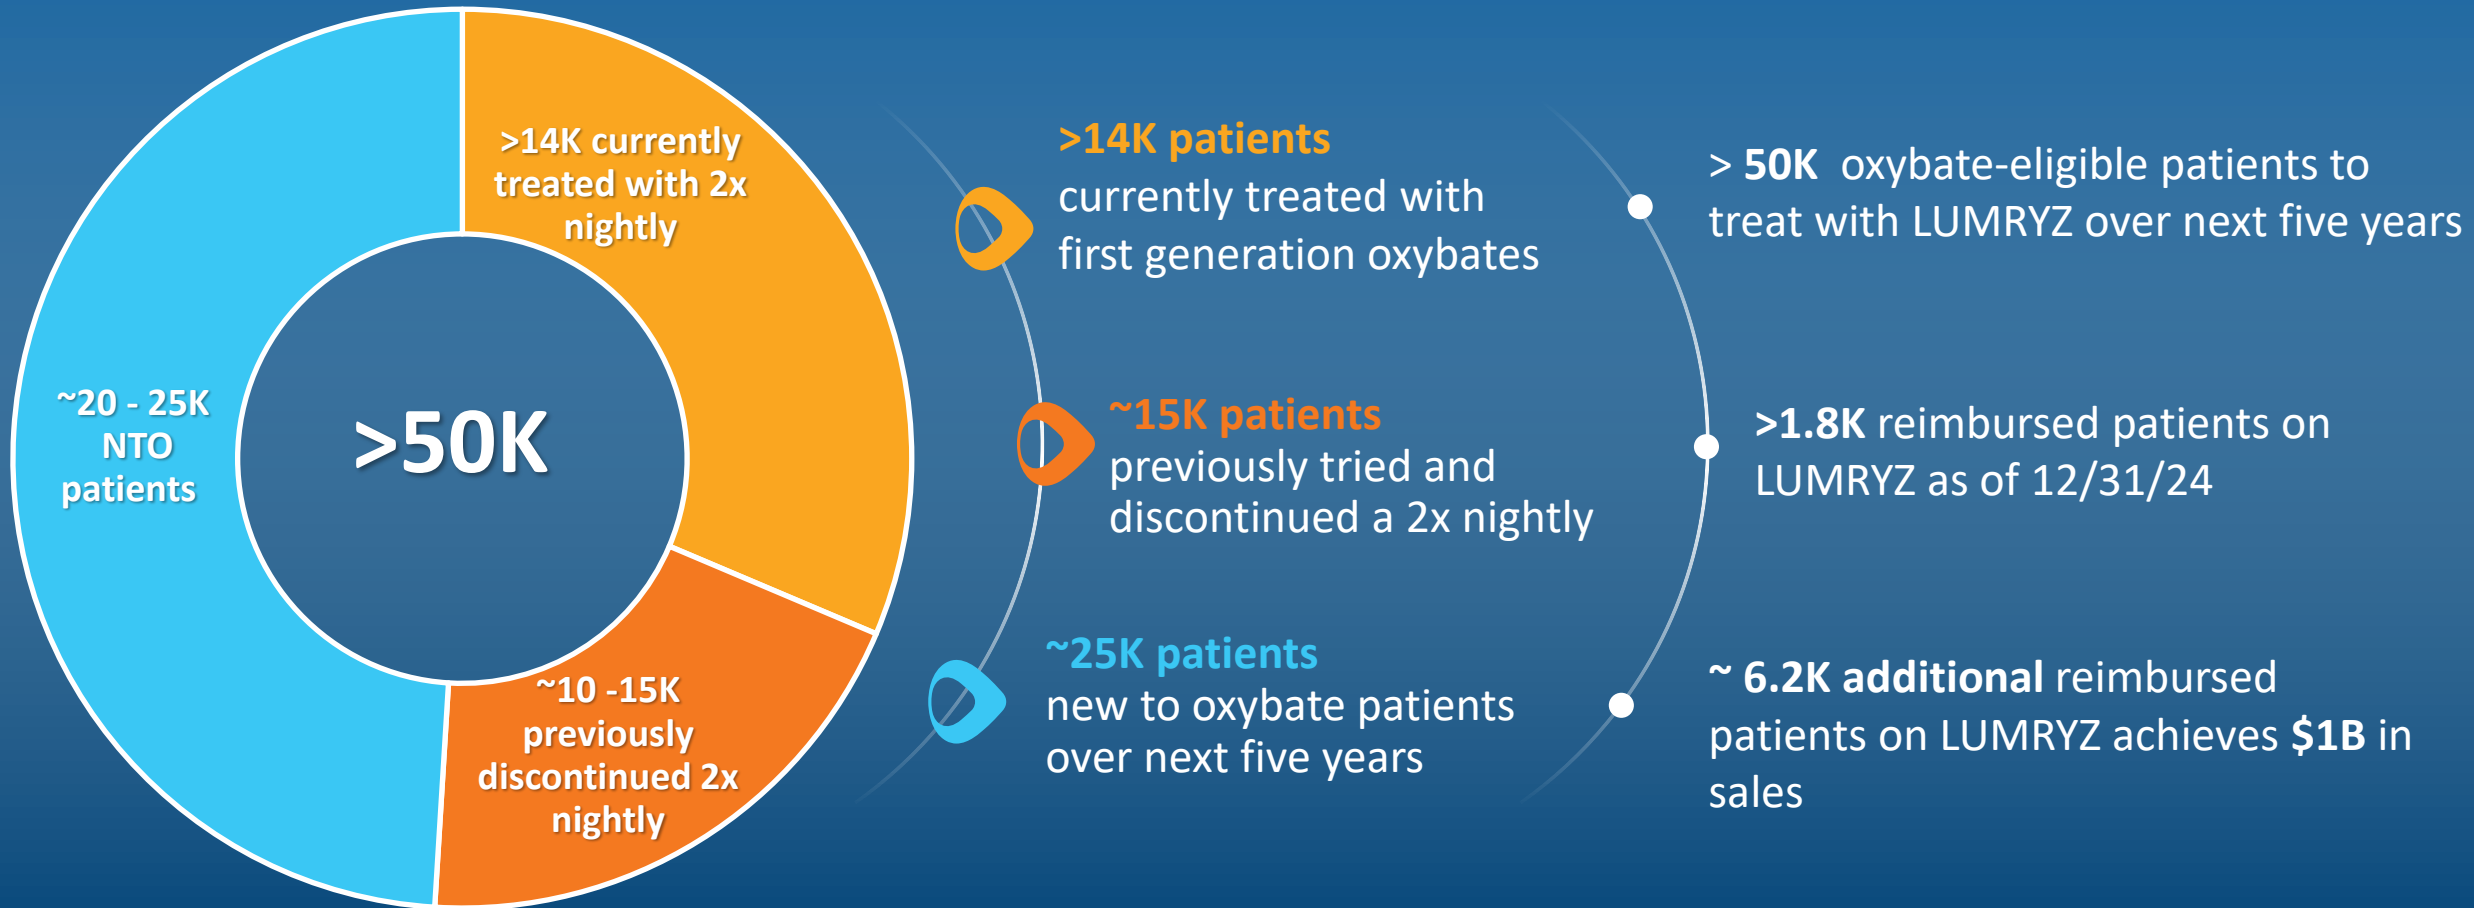 >14K currently
treated with 2x
nightly
~20 - 25K
NTO
patients
>50K
~10 -15K
previously
discontinued 2x
nightly
>14K patients
currently treated with
first generation oxybates
~15K patients
previously tried and
discontinued a 2x nightly
~25K patients
new to oxybate patients
over next five years
> 50K oxybate-eligible patients to
treat with LUMRYZ over next five years
>1.8K reimbursed patients on
LUMRYZ as of 12/31/24
~ 6.2K additional reimbursed
patients on LUMRYZ achieves $1B in
sales